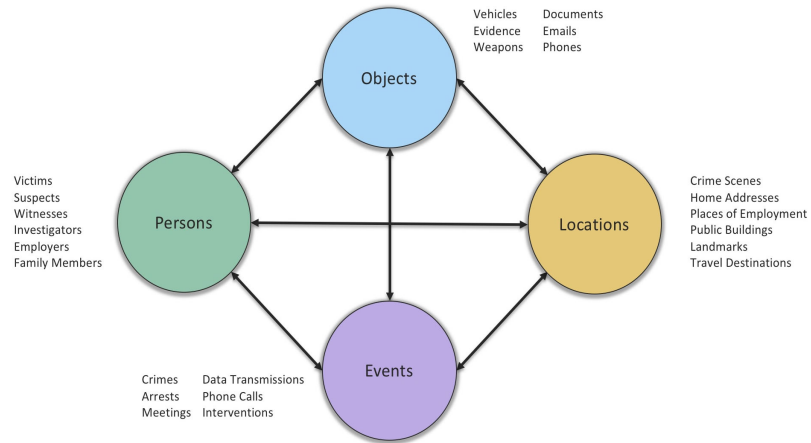 Vehicles Documents
Evidence Emails
Weapons Phones
Objects
Victims
Suspects
Witnesses
Investigators
Employers
Family Members
Persons
Locations
Crime Scenes
Home Addresses
Places of Employment
Public Buildings
Landmarks
Travel Destinations
Events
Crimes Data Transmissions
Arrests Phone Calls
Meetings Interventions